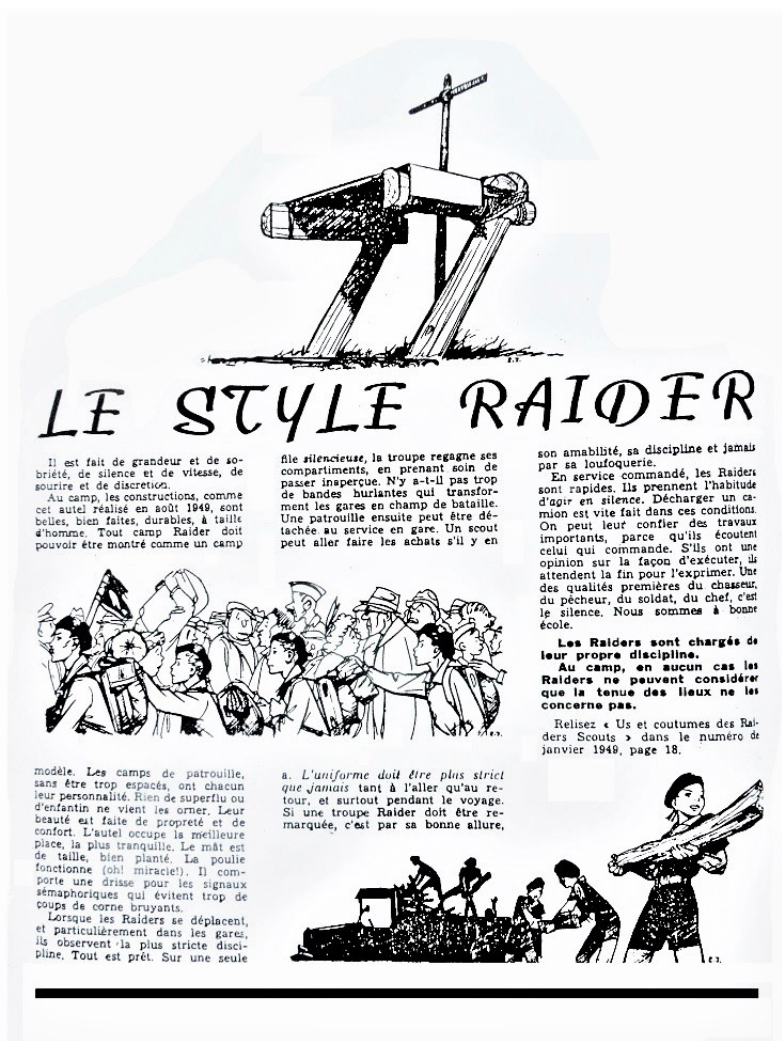 LE STYLE RAIDER
Il est fait de grandeur et de so-
briété, de silence et de vitesse, de
sourire et de discretion.
Au camp, les constructions, comme
cet autel réalisé en août 1949, sont
belles, bien faites, durables, à taille
d'homme. Tout camp Raider doit
pouvoir être montré comme un camp
modèle. Les camps de patrouille,
sans être trop espacés, ont chacun
leur personnalité. Rien de superflu ou
d'enfantin ne vient les orner. Leur
beauté est faite de propreté et de
confort. L'autel occupe la meilleure
place, la plus tranquille. Le mât est
de taille, bien planté. La poulie
fonctionne (oh! miracle!). Il com-
porte une drisse pour les signaux
sémaphoriques qui évitent trop de
coups de corne bruyants.
Lorsque les Raiders se déplacent,
et particulièrement dans les gares,
ils observent la plus stricte disci-
pline. Tout est prêt. Sur une seule
file silencieuse, la troupe regagne ses
compartiments, en prenant soin de
passer inaperçue. N'y a-t-il pas trop
de bandes hurlantes qui transfor-
ment les gares en champ de bataille.
Une patrouille ensuite peut être dé-
tachée au service en gare. Un scout
peut aller faire les achats s'il y en
a. L'uniforme doit être plus strict
que jamais tant à l'aller qu'au re-
tour, et surtout pendant le voyage.
Si une troupe Raider doit être re-
marquée, c'est par sa bonne allure,
son amabilité, sa discipline et jamais
par sa loufoquerie.
En service commandé, les Raiders
sont rapides. Ils prennent l'habitude
d'agir en silence. Décharger un ca-
mion est vite fait dans ces conditions.
On peut leur confier des travaux
importants, parce qu'ils écoutent
celui qui commande. S'ils ont une
opinion sur la façon d'exécuter, ils
attendent la fin pour l'exprimer. Une
des qualités premières du chasseur,
du pêcheur, du soldat, du chef, c'est
le silence. Nous sommes à bonne
école.
Les Raiders sont chargés de
leur propre discipline.
Au camp, en aucun cas les
Raiders ne peuvent considérer
que la tenue des lieux ne les
concerne pas.
Relisez « Us et coutumes des Rai-
ders Scouts » dans le numéro de
janvier 1949, page 18.